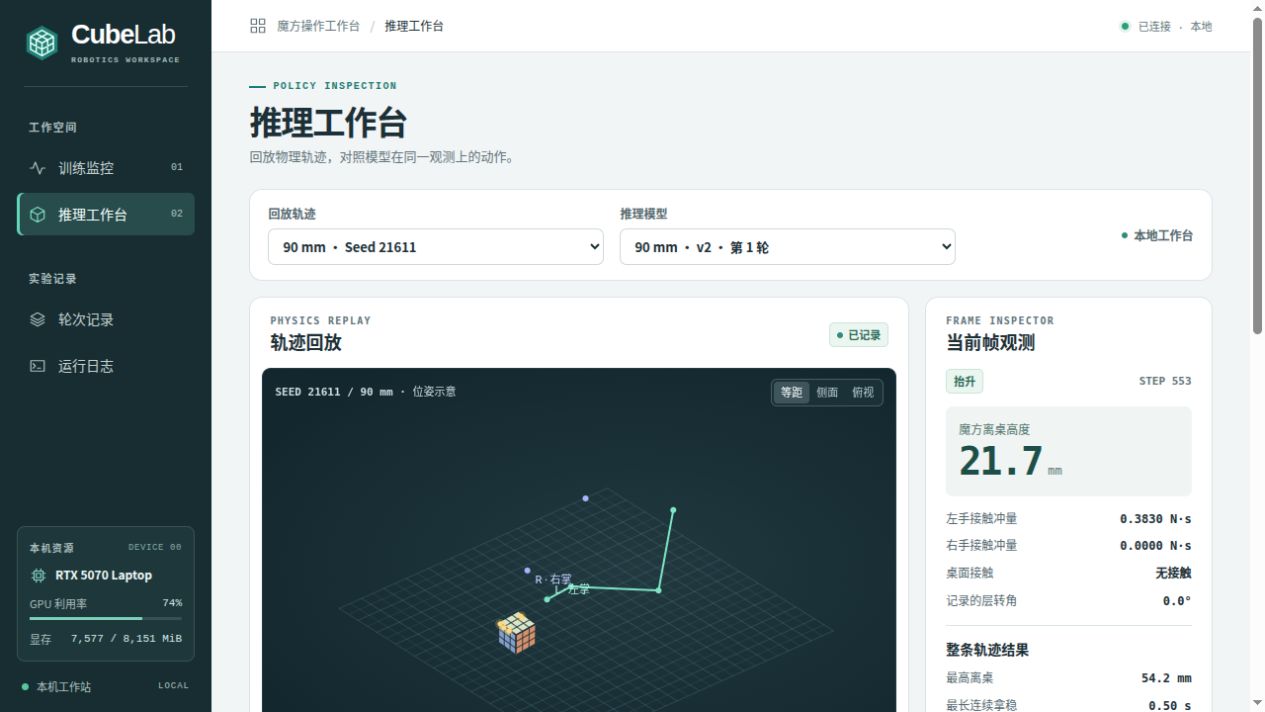 CubeLab
ROBOTICS WORKSPACE
工作空间
训练监控 01
推理工作台 02
实验记录
轮次记录
运行日志
本机资源 DEVICE 00
RTX 5070 Laptop
GPU 利用率 74%
显存 7,577 / 8,151 MiB
本机工作站 LOCAL
魔方操作工作台 / 推理工作台
已连接 · 本地
POLICY INSPECTION
推理工作台
回放物理轨迹，对照模型在同一观测上的动作。
回放轨迹
90 mm · Seed 21611
推理模型
90 mm · v2 · 第 1 轮
本地工作台
PHYSICS REPLAY
轨迹回放
已记录
SEED 21611 / 90 mm · 位姿示意
等距 侧面 俯视
R · 右掌
左掌
FRAME INSPECTOR
当前帧观测
抬升 STEP 553
魔方离桌高度
21.7 mm
左手接触冲量 0.3830 N·s
右手接触冲量 0.0000 N·s
桌面接触 无接触
记录的层转角 0.0°
整条轨迹结果
最高离桌 54.2 mm
最长连续拿稳 0.50 s